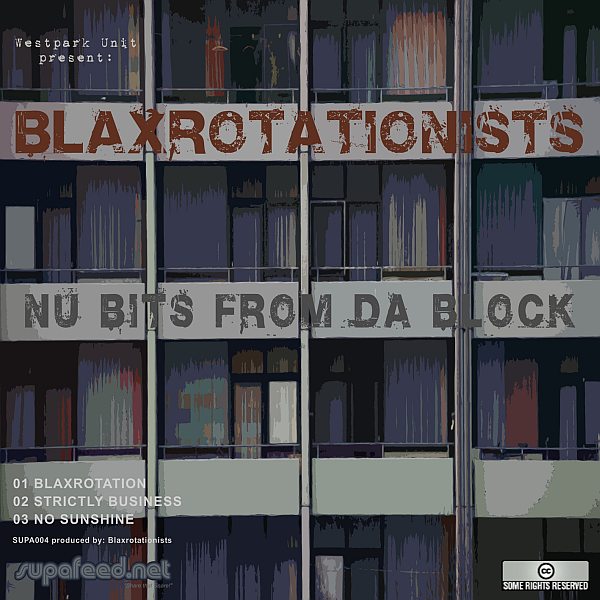 Westpark Unit
present:
BLAXROTATIONISTS
NU BITS FROM DA BLOCK
01 BLAXROTATION
02 STRICTLY BUSINESS
03 NO SUNSHINE
SUPA004 produced by: Blaxrotationists
supafeed.net
cc
SOME RIGHTS RESERVED